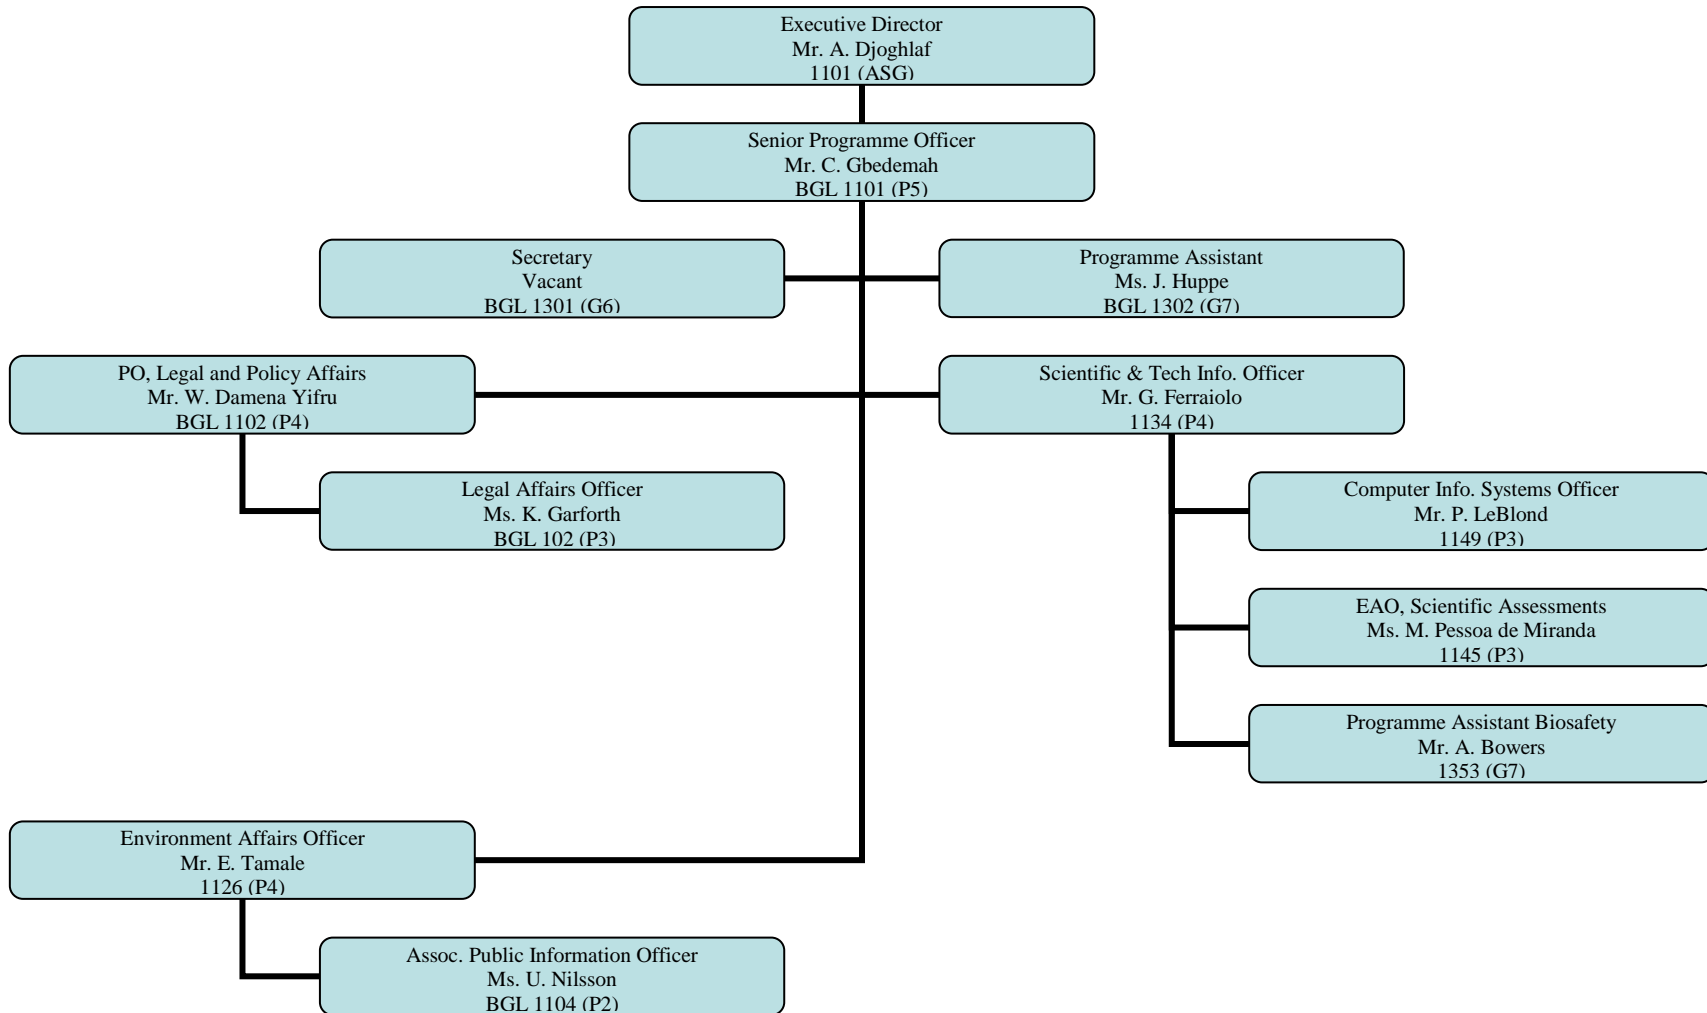 Executive Director
Mr. A. Djoghlaf
1101 (ASG)
Senior Programme Officer
Mr. C. Gbedemah
BGL 1101 (P5)
Secretary
Vacant
BGL 1301 (G6)
Programme Assistant
Ms. J. Huppe
BGL 1302 (G7)
PO, Legal and Policy Affairs
Mr. W. Damena Yifru
BGL 1102 (P4)
Scientific & Tech Info. Officer
Mr. G. Ferraiolo
1134 (P4)
Legal Affairs Officer
Ms. K. Garforth
BGL 102 (P3)
Computer Info. Systems Officer
Mr. P. LeBlond
1149 (P3)
EAO, Scientific Assessments
Ms. M. Pessoa de Miranda
1145 (P3)
Programme Assistant Biosafety
Mr. A. Bowers
1353 (G7)
Environment Affairs Officer
Mr. E. Tamale
1126 (P4)
Assoc. Public Information Officer
Ms. U. Nilsson
BGL 1104 (P2)